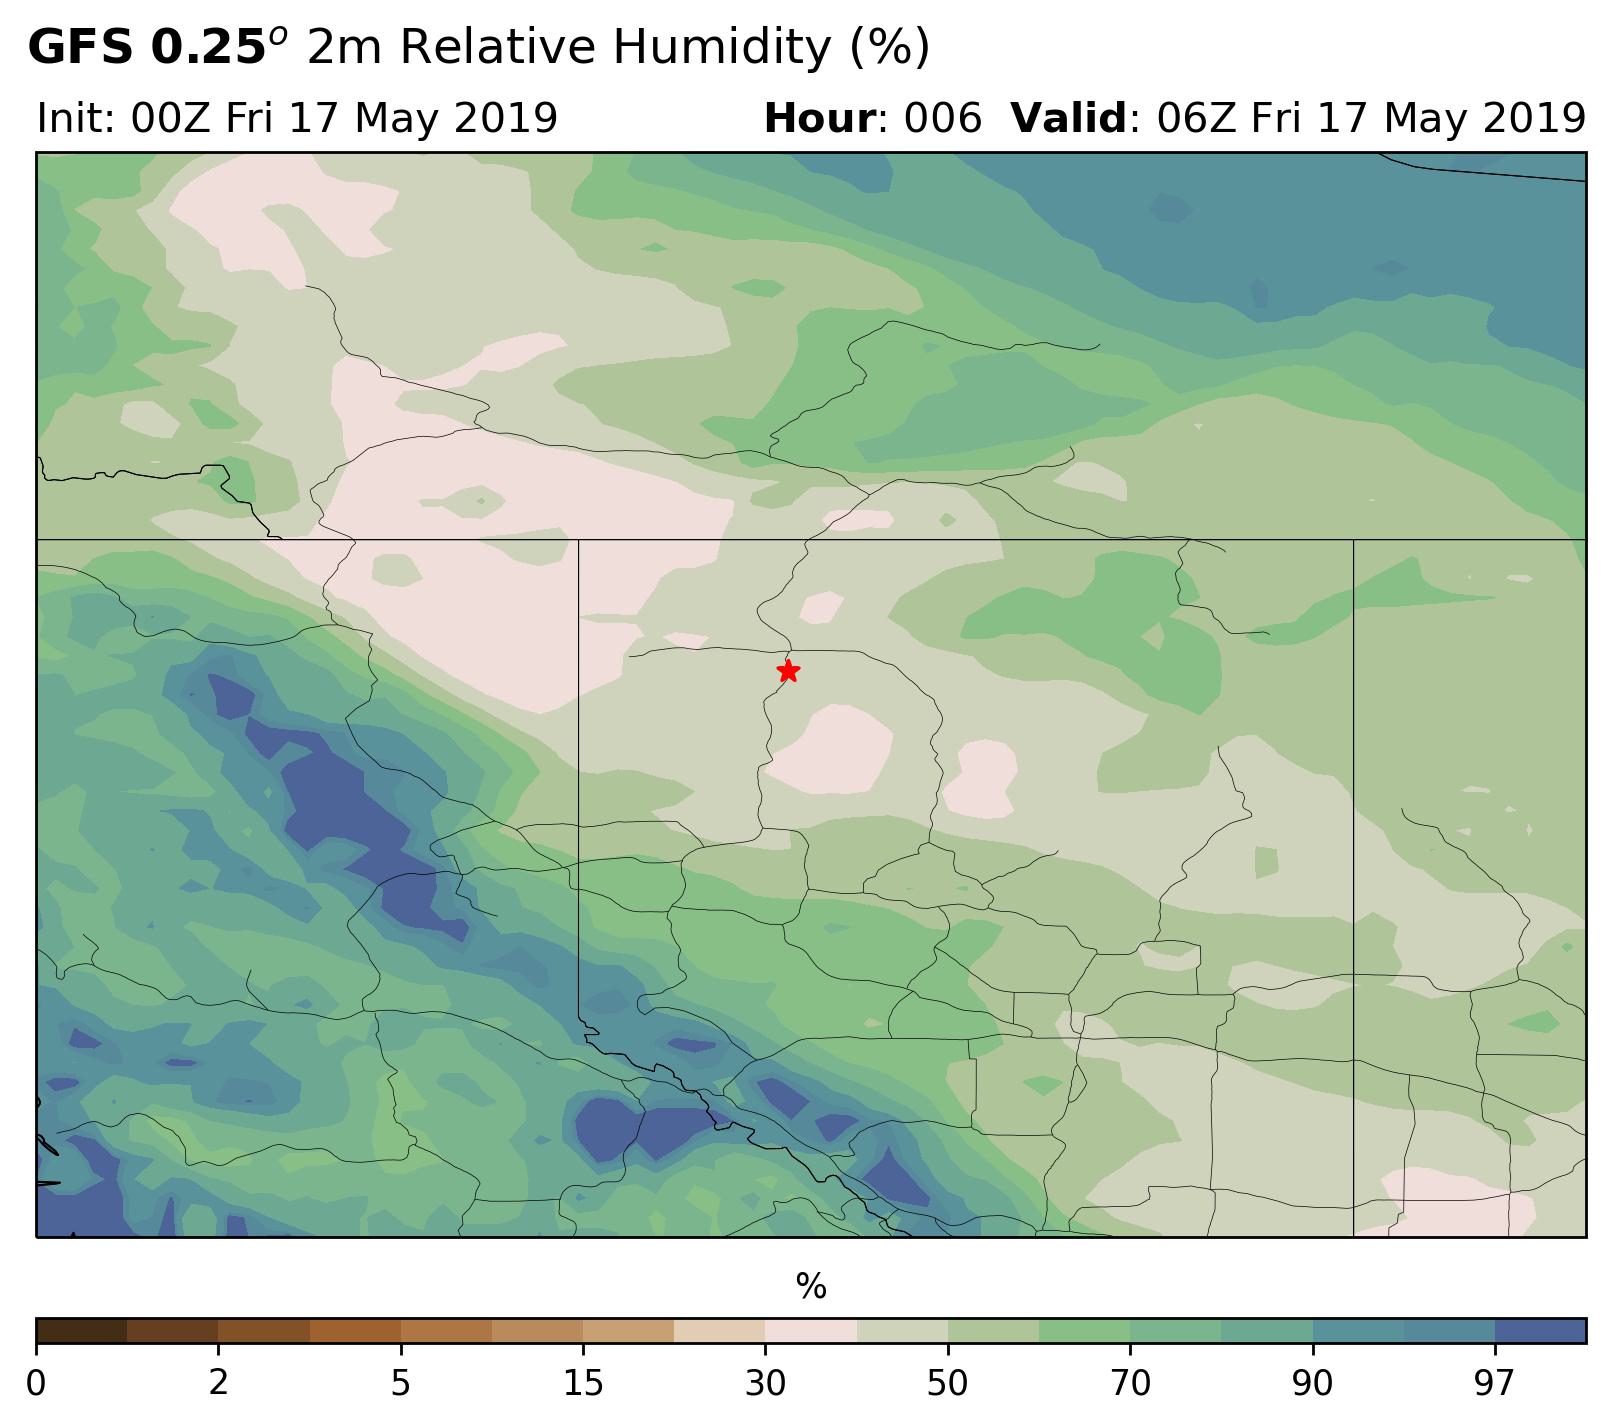 GFS 0.25° 2m Relative Humidity (%)
Init: 00Z Fri 17 May 2019 Hour: 006 Valid: 06Z Fri 17 May 2019
%
0 2 5 15 30 50 70 90 97